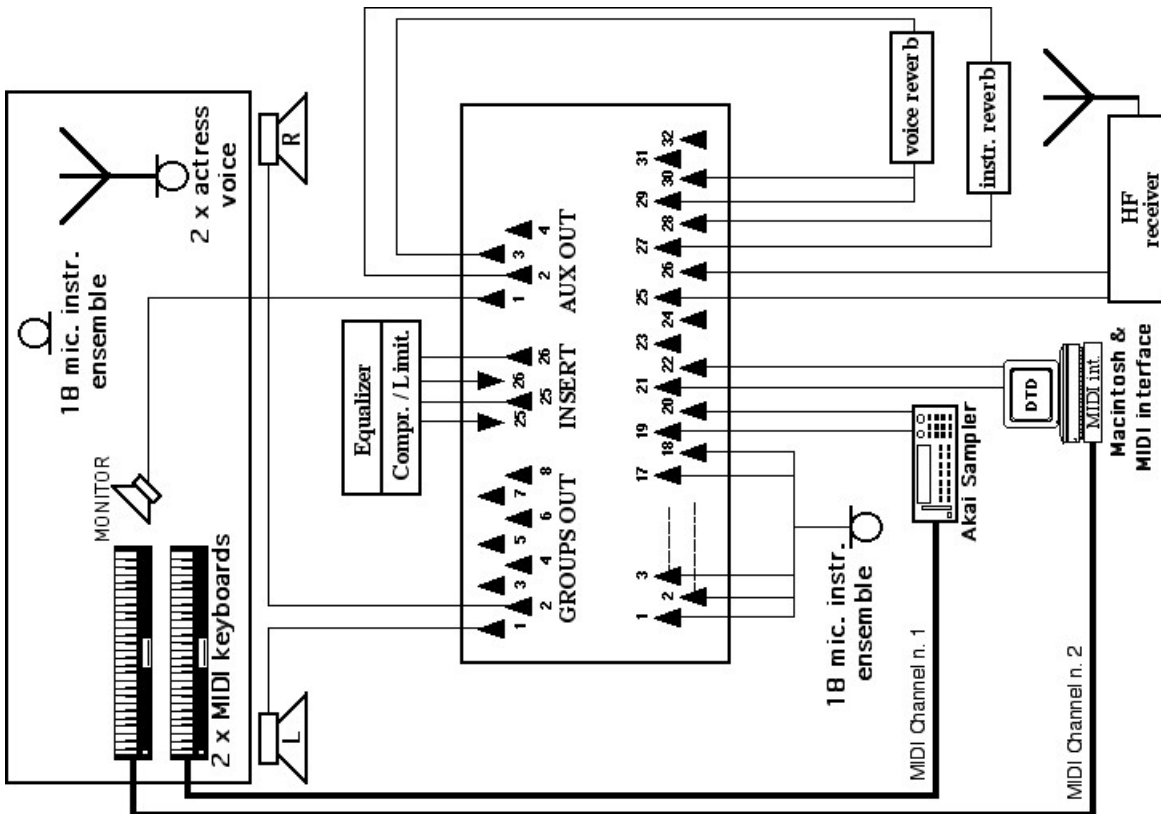 2 x actress
voice
18 mic. instr.
ensemble
MONITOR
2 x MIDI keyboards
R
L
Equalizer
Compr. / Limit.
1 2 3 4 5 6 7 8
GROUPS OUT
25 25 26 26
INSERT
1 2 3 4
AUX OUT
1 2 3 17 18 19 20 21 22 23 24 25 26 27 28 29 30 31 32
voice reverb
instr. reverb
HF
receiver
18 mic. instr.
ensemble
Akai Sampler
DTD
MIDI int.
Macintosh &
MIDI interface
MIDI Channel n. 1
MIDI Channel n. 2